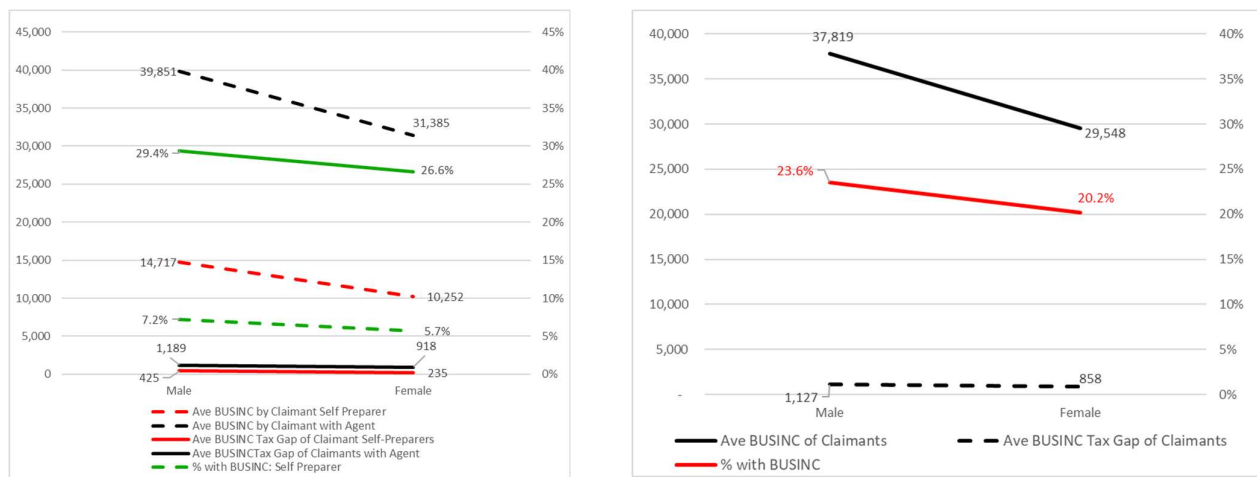 45,000 45%
40,000 39,851 40%
35,000 31,385 35%
30,000 29.4% 30%
25,000 26.6% 25%
20,000 20%
15,000 14,717 15%
10,000 10,252 10%
5,000 7.2% 5.7% 5%
1,189 918
0 425 235 0%
Male Female
Ave BUSINC by Claimant Self Preparer
Ave BUSINC by Claimant with Agent
Ave BUSINC Tax Gap of Claimant Self-Preparers
Ave BUSINCTax Gap of Claimants with Agent
% with BUSINC: Self Preparer
40,000 37,819 40%
35,000 35%
30,000 29,548 30%
25,000 23.6% 25%
20,000 20.2% 20%
15,000 15%
10,000 10%
5,000 5%
- 1,127 858 0%
Male Female
Ave BUSINC of Claimants Ave BUSINC Tax Gap of Claimants
% with BUSINC